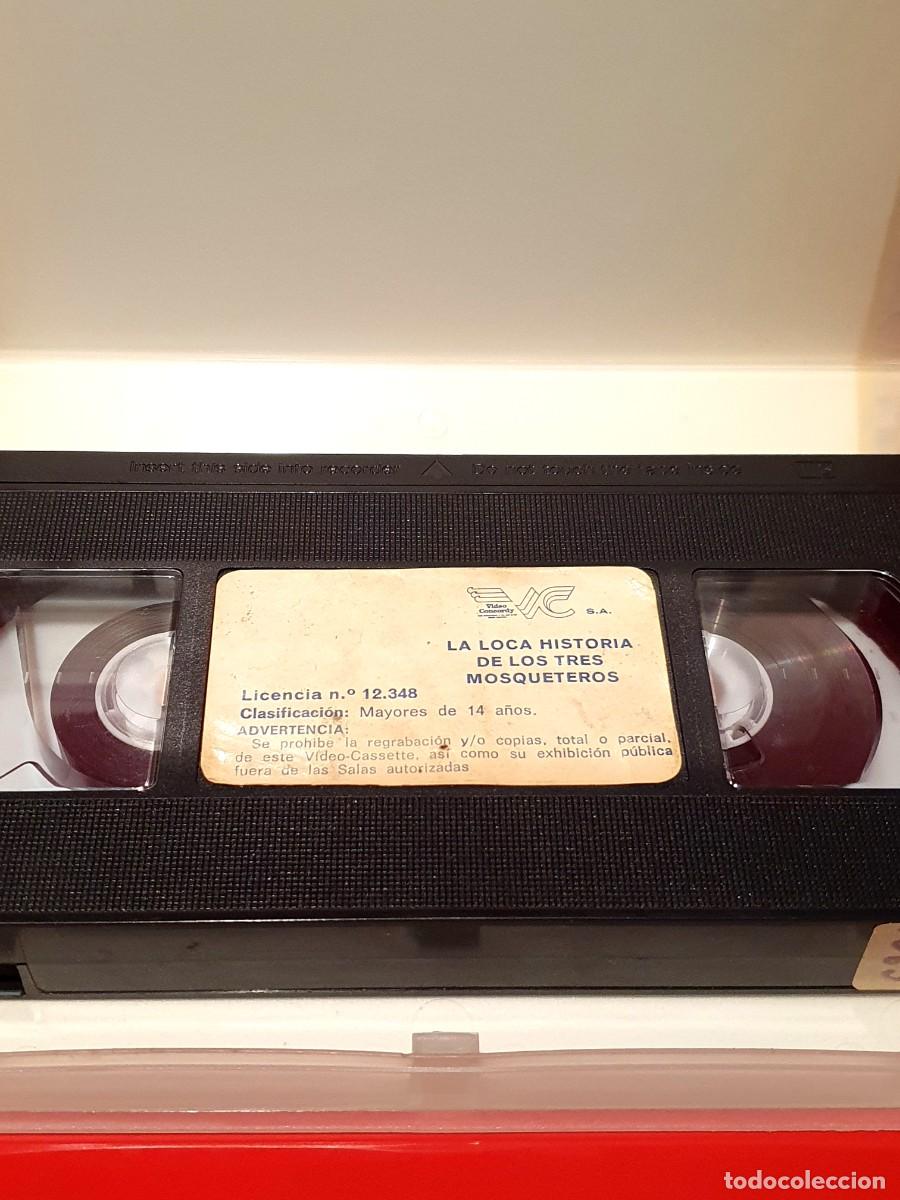 Insert this side into recorder
Do not touch the tape inside
Video
Concordy
VC S.A.
LA LOCA HISTORIA
DE LOS TRES
MOSQUETEROS
Licencia n.º 12.348
Clasificación: Mayores de 14 años.
ADVERTENCIA:
Se prohibe la regrabación y/o copias, total o parcial,
de este Vídeo-Cassette, así como su exhibición pública
fuera de las Salas autorizadas
todocoleccion